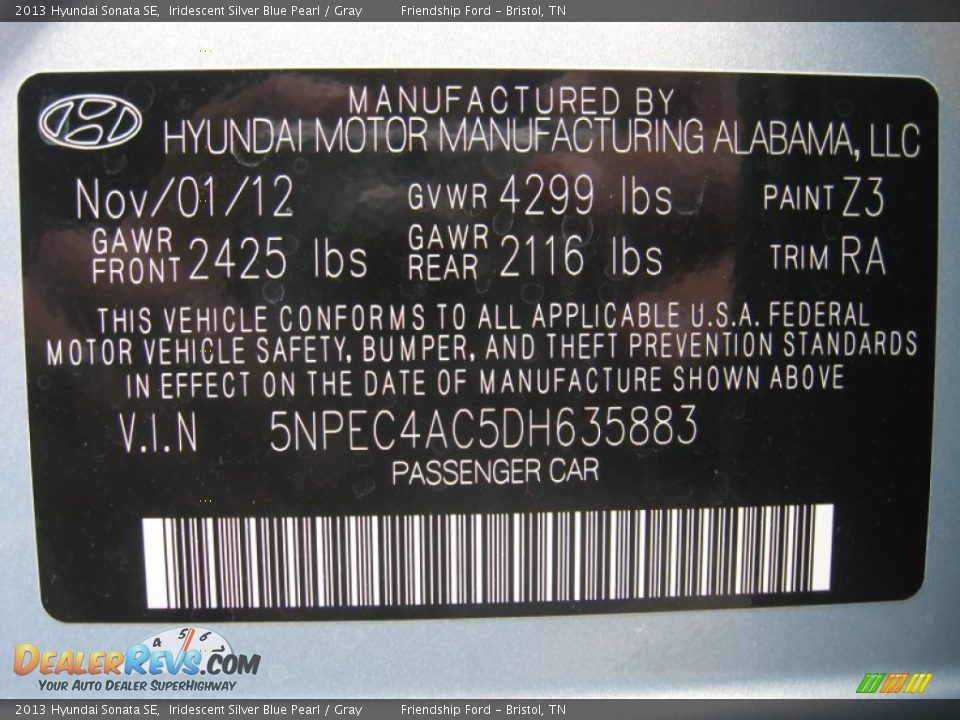 2013 Hyundai Sonata SE, Iridescent Silver Blue Pearl / Gray Friendship Ford - Bristol, TN
MANUFACTURED BY
HYUNDAI MOTOR MANUFACTURING ALABAMA, LLC
Nov/01/12 GVWR 4299 lbs PAINT Z3
GAWR FRONT 2425 lbs GAWR REAR 2116 lbs TRIM RA
THIS VEHICLE CONFORMS TO ALL APPLICABLE U.S.A. FEDERAL
MOTOR VEHICLE SAFETY, BUMPER, AND THEFT PREVENTION STANDARDS
IN EFFECT ON THE DATE OF MANUFACTURE SHOWN ABOVE
V.I.N 5NPEC4AC5DH635883
PASSENGER CAR
4 5 6 7
DealerRevs.com
Your Auto Dealer SuperHighway
2013 Hyundai Sonata SE, Iridescent Silver Blue Pearl / Gray Friendship Ford - Bristol, TN